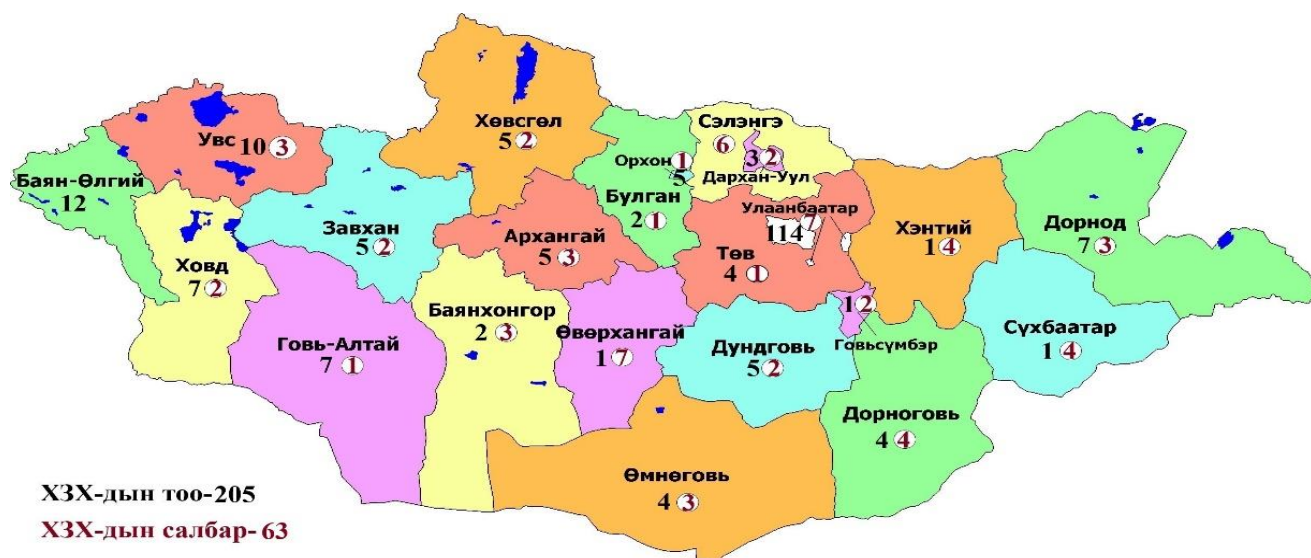 Хөвсгөл
5 2
Сэлэнгэ
6
Увс 10 3
Орхон 1
5
3 2
Дархан-Уул
Баян-Өлгий
12
Булган
2 1
Улаанбаатар
7
114
Завхан
5 2
Архангай
5 3
Хэнтий
1 4
Дорнод
7 3
Ховд
7 2
Төв
4 1
Баянхонгор
2 3
Өвөрхангай
1 7
1 2
Говьсүмбэр
Говь-Алтай
7 1
Дундговь
5 2
Сүхбаатар
1 4
Дорноговь
4 4
Өмнөговь
4 3
ХЗХ-дын тоо-205
ХЗХ-дын салбар- 63